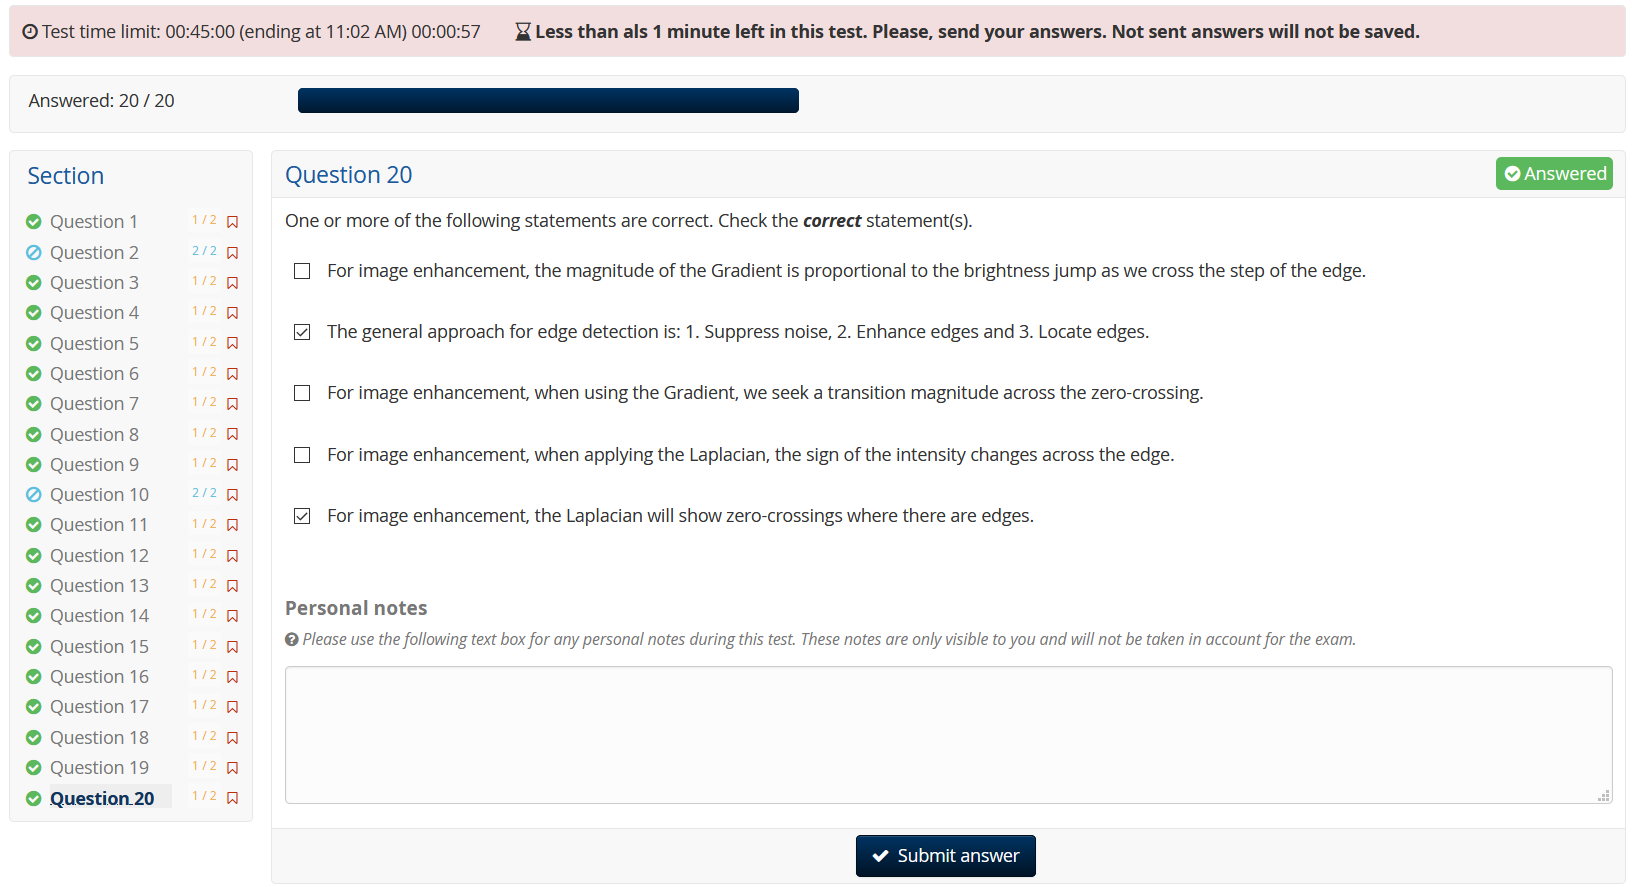 Test time limit: 00:45:00 (ending at 11:02 AM) 00:00:57 Less than als 1 minute left in this test. Please, send your answers. Not sent answers will not be saved.
Answered: 20 / 20
Section
Question 1 1 / 2
Question 2 2 / 2
Question 3 1 / 2
Question 4 1 / 2
Question 5 1 / 2
Question 6 1 / 2
Question 7 1 / 2
Question 8 1 / 2
Question 9 1 / 2
Question 10 2 / 2
Question 11 1 / 2
Question 12 1 / 2
Question 13 1 / 2
Question 14 1 / 2
Question 15 1 / 2
Question 16 1 / 2
Question 17 1 / 2
Question 18 1 / 2
Question 19 1 / 2
Question 20 1 / 2
Question 20
Answered
One or more of the following statements are correct. Check the correct statement(s).
For image enhancement, the magnitude of the Gradient is proportional to the brightness jump as we cross the step of the edge.
The general approach for edge detection is: 1. Suppress noise, 2. Enhance edges and 3. Locate edges.
For image enhancement, when using the Gradient, we seek a transition magnitude across the zero-crossing.
For image enhancement, when applying the Laplacian, the sign of the intensity changes across the edge.
For image enhancement, the Laplacian will show zero-crossings where there are edges.
Personal notes
Please use the following text box for any personal notes during this test. These notes are only visible to you and will not be taken in account for the exam.
Submit answer